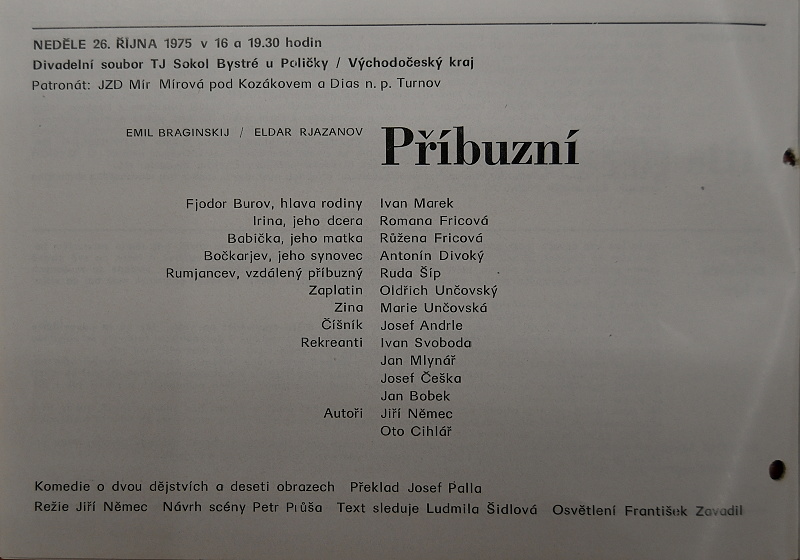 NEDĚLE 26. ŘÍJNA 1975 v 16 a 19.30 hodin
Divadelní soubor TJ Sokol Bystré u Poličky / Východočeský kraj
Patronát: JZD Mír Mírová pod Kozákovem a Dias n. p. Turnov
EMIL BRAGINSKIJ / ELDAR RJAZANOV Příbuzní
Fjodor Burov, hlava rodiny Ivan Marek
Irina, jeho dcera Romana Fricová
Babička, jeho matka Růžena Fricová
Bočkarjev, jeho synovec Antonín Divoký
Rumjancev, vzdálený příbuzný Ruda Šíp
Zaplatin Oldřich Unčovský
Zina Marie Unčovská
Číšník Josef Andrle
Rekreanti Ivan Svoboda
Jan Mlynář
Josef Češka
Jan Bobek
Autoři Jiří Němec
Oto Cihlář
Komedie o dvou dějstvích a deseti obrazech Překlad Josef Palla
Režie Jiří Němec Návrh scény Petr Průša Text sleduje Ludmila Šidlová Osvětlení František Zavadil